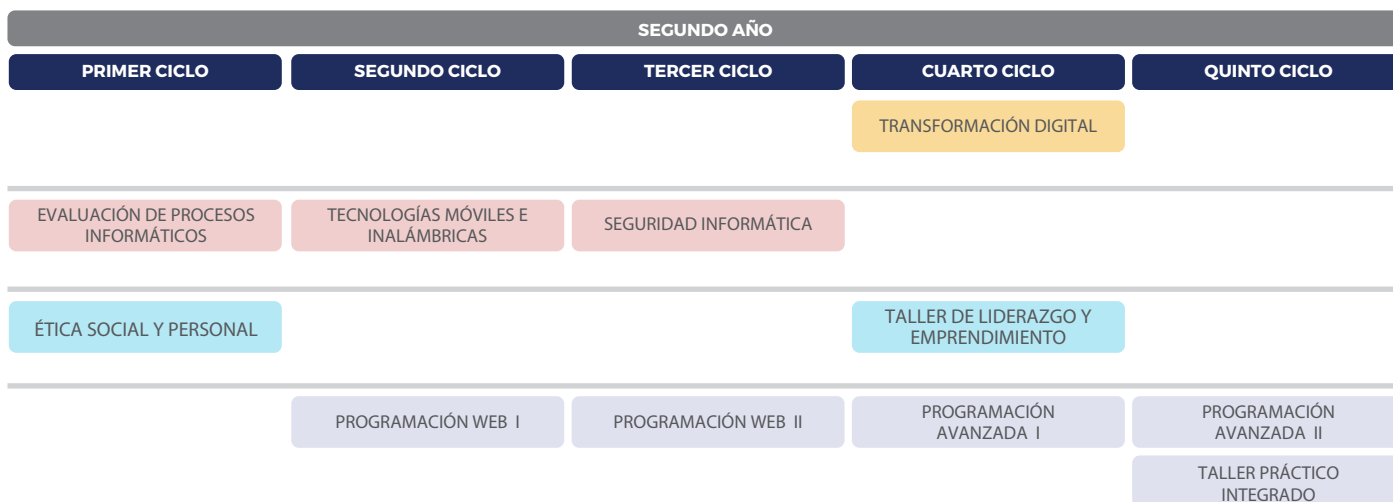 SEGUNDO AÑO
PRIMER CICLO
SEGUNDO CICLO
TERCER CICLO
CUARTO CICLO
QUINTO CICLO
TRANSFORMACIÓN DIGITAL
EVALUACIÓN DE PROCESOS
INFORMÁTICOS
TECNOLOGÍAS MÓVILES E
INALÁMBRICAS
SEGURIDAD INFORMÁTICA
ÉTICA SOCIAL Y PERSONAL
TALLER DE LIDERAZGO Y
EMPRENDIMIENTO
PROGRAMACIÓN WEB I
PROGRAMACIÓN WEB II
PROGRAMACIÓN
AVANZADA I
PROGRAMACIÓN
AVANZADA II
TALLER PRÁCTICO
INTEGRADO